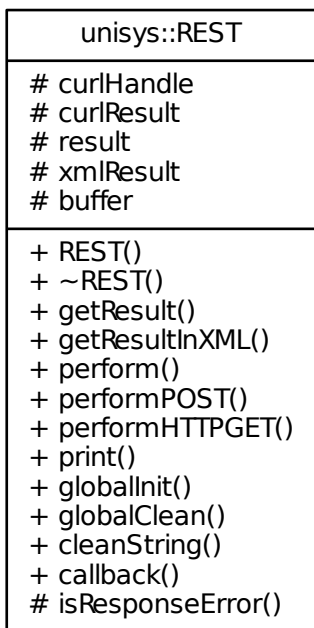 unisys::REST
# curlHandle
# curlResult
# result
# xmlResult
# buffer
+ REST()
+ ~REST()
+ getResult()
+ getResultInXML()
+ perform()
+ performPOST()
+ performHTTPGET()
+ print()
+ globalInit()
+ globalClean()
+ cleanString()
+ callback()
# isResponseError()